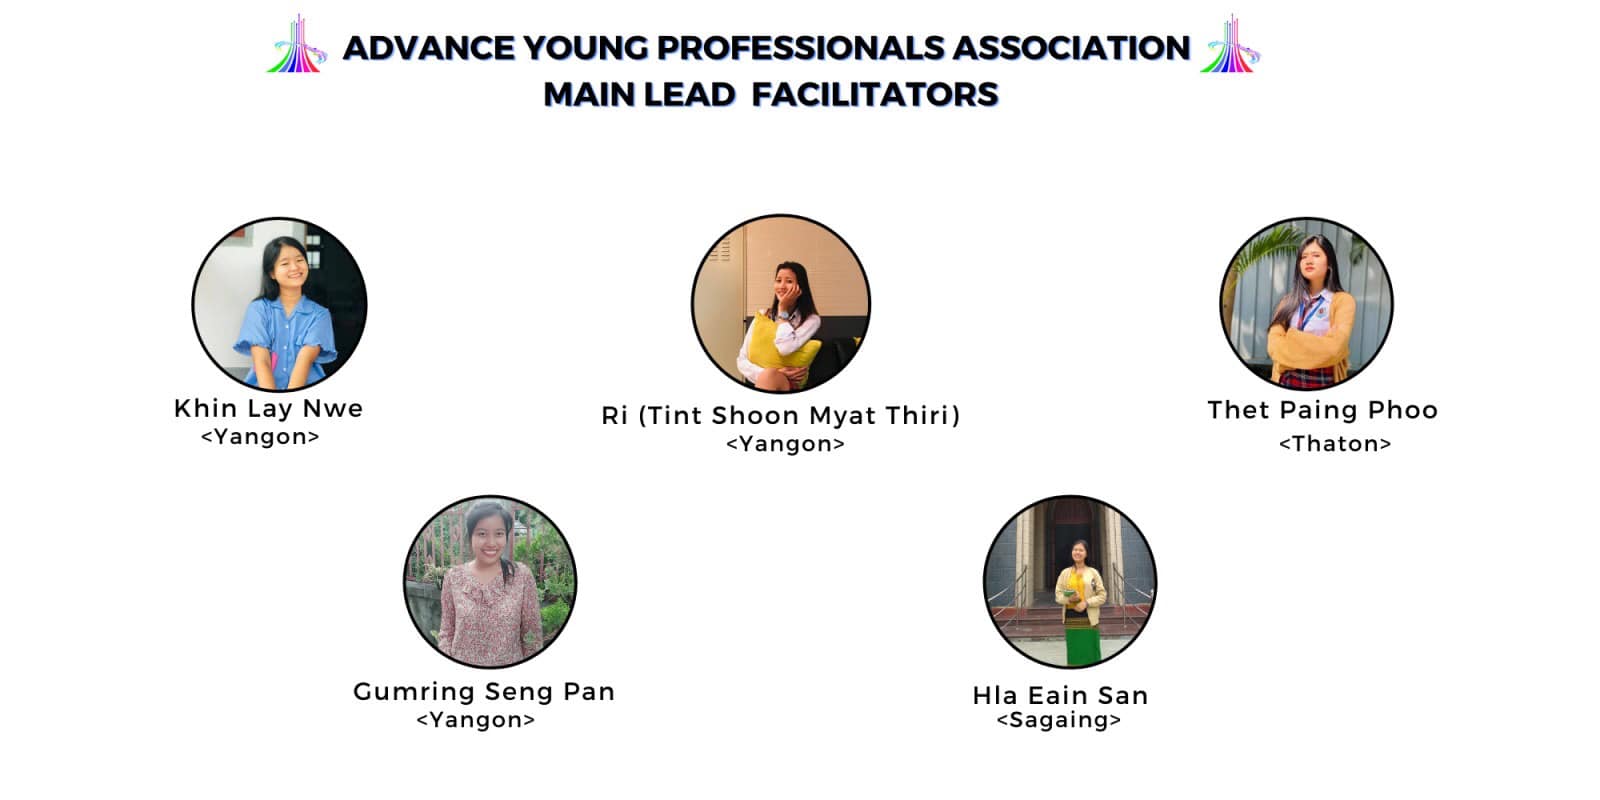 ADVANCE YOUNG PROFESSIONALS ASSOCIATION
MAIN LEAD FACILITATORS
Khin Lay Nwe
<Yangon>
Ri (Tint Shoon Myat Thiri)
<Yangon>
Thet Paing Phoo
<Thaton>
Gumring Seng Pan
<Yangon>
Hla Eain San
<Sagaing>